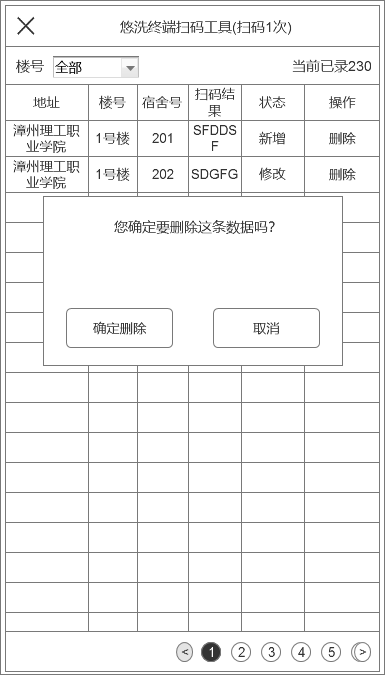 悠洗终端扫码工具(扫码1次)
楼号 全部 当前已录230
地址 楼号 宿舍号 扫码结果 状态 操作
漳州理工职业学院 1号楼 201 SFDDSF 新增 删除
漳州理工职业学院 1号楼 202 SDGFG 修改 删除
您确定要删除这条数据吗?
确定删除 取消
< 1 2 3 4 5 >